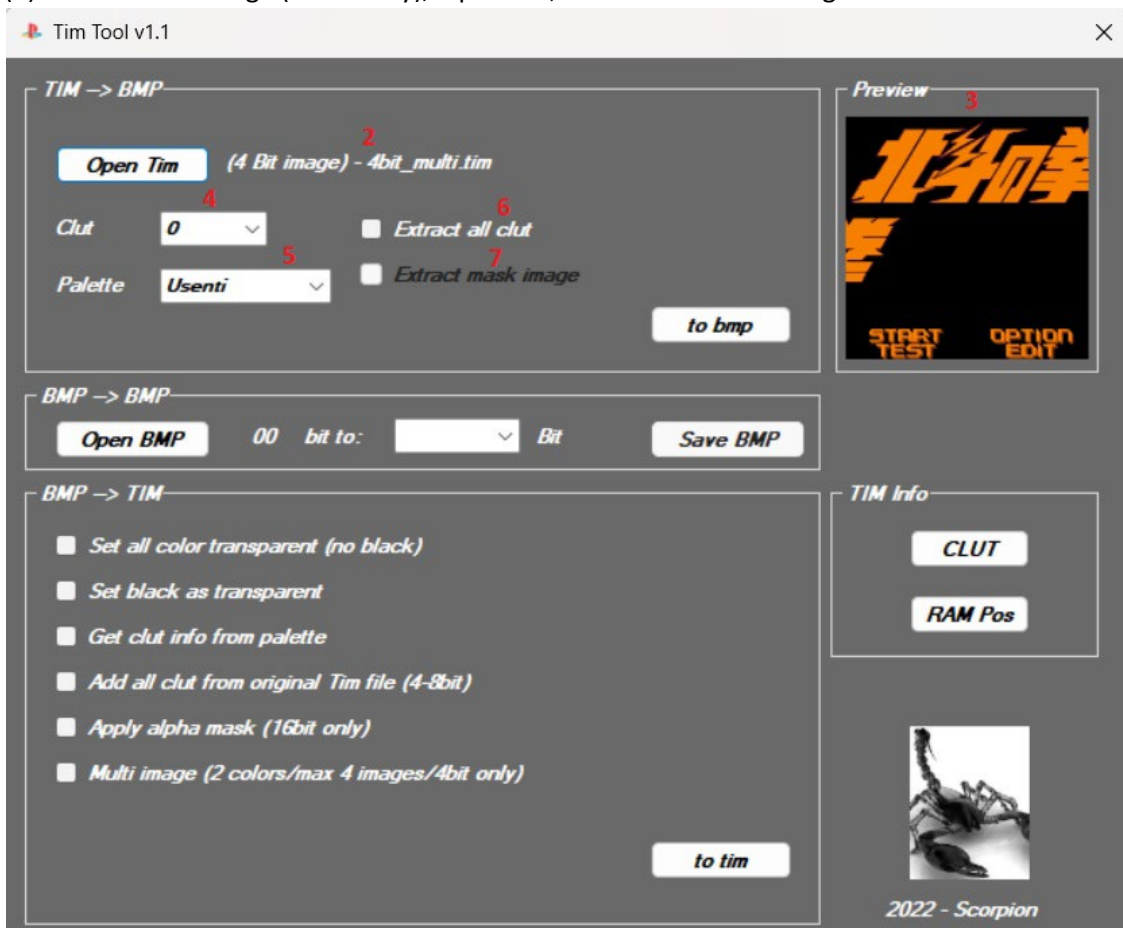 Tim Tool v1.1
TIM --> BMP
Preview
3
2
Open Tim (4 Bit image) - 4bit_multi.tim
北斗の拳
拳
4
6
Clut 0 Extract all clut
5
7
Palette Usenti Extract mask image
to bmp
START OPTION
TEST EDIT
BMP --> BMP
Open BMP 00 bit to: Bit Save BMP
BMP --> TIM
TIM Info
Set all color transparent (no black)
CLUT
Set black as transparent
RAM Pos
Get clut info from palette
Add all clut from original Tim file (4-8bit)
Apply alpha mask (16bit only)
Multi image (2 colors/max 4 images/4bit only)
to tim
2022 - Scorpion